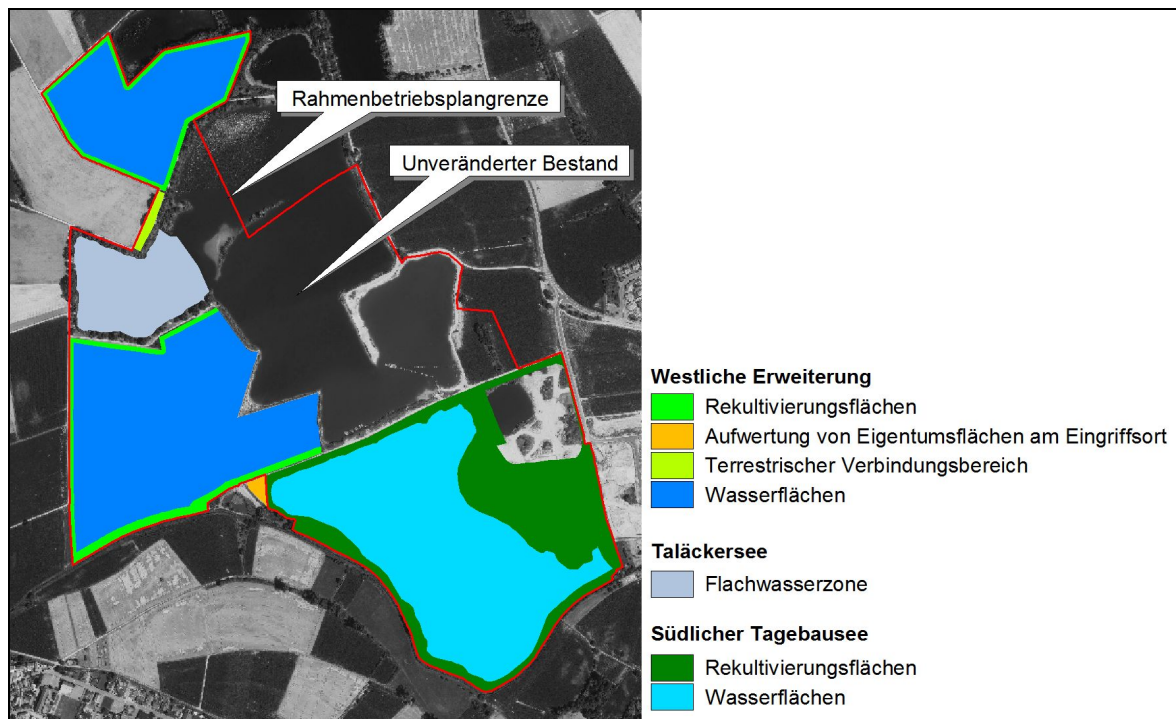 Rahmenbetriebsplangrenze
Unveränderter Bestand
Westliche Erweiterung
Rekultivierungsflächen
Aufwertung von Eigentumsflächen am Eingriffsort
Terrestrischer Verbindungsbereich
Wasserflächen
Taläckersee
Flachwasserzone
Südlicher Tagebausee
Rekultivierungsflächen
Wasserflächen